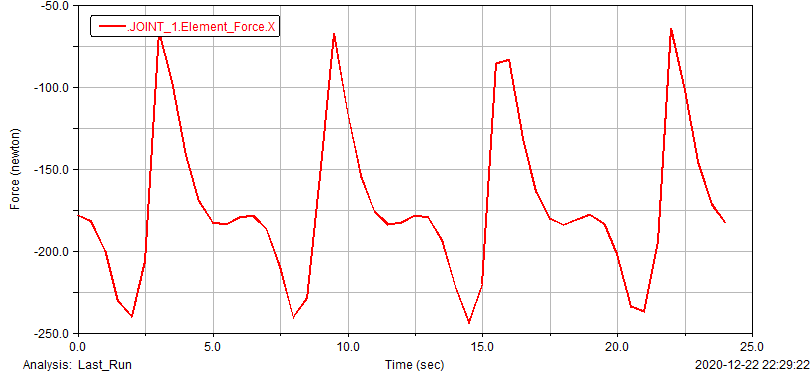 -50.0
.JOINT_1.Element_Force.X
-100.0
-150.0
Force (newton)
-200.0
-250.0
0.0 5.0 10.0 15.0 20.0 25.0
Analysis: Last_Run Time (sec) 2020-12-22 22:29:22